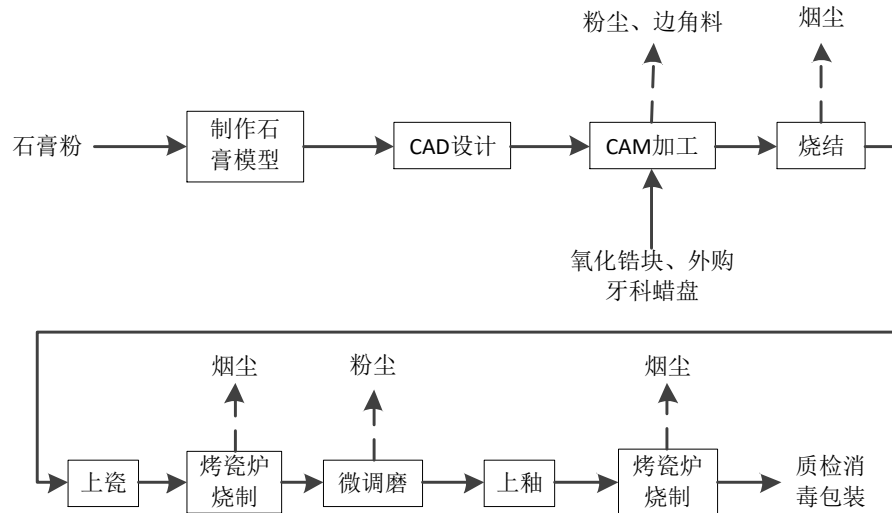 粉尘、边角料
烟尘
石膏粉
制作石
膏模型
CAD设计
CAM加工
烧结
氧化锆块、外购
牙科蜡盘
烟尘
粉尘
烟尘
上瓷
烤瓷炉
烧制
微调磨
上釉
烤瓷炉
烧制
质检消
毒包装